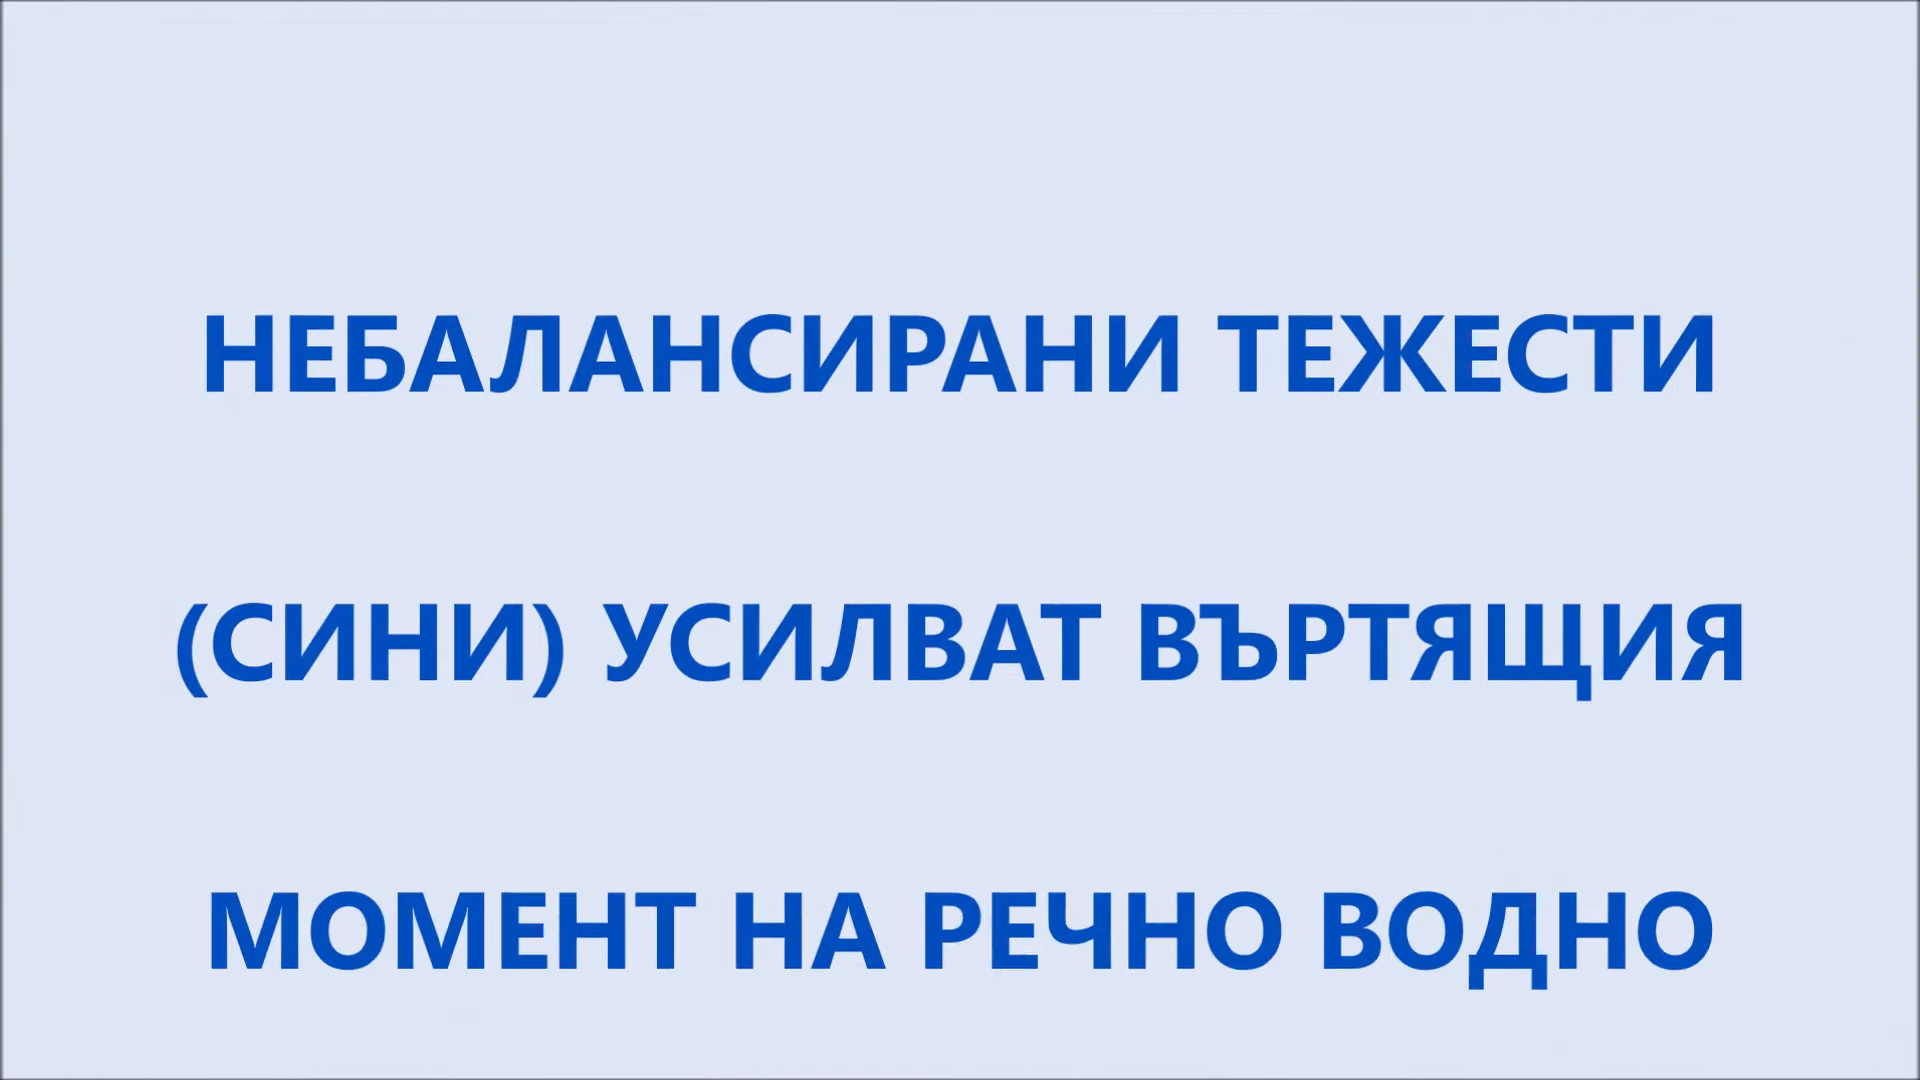 НЕБАЛАНСИРАНИ ТЕЖЕСТИ
(СИНИ) УСИЛВАТ ВЪРТЯЩИЯ
МОМЕНТ НА РЕЧНО ВОДНО